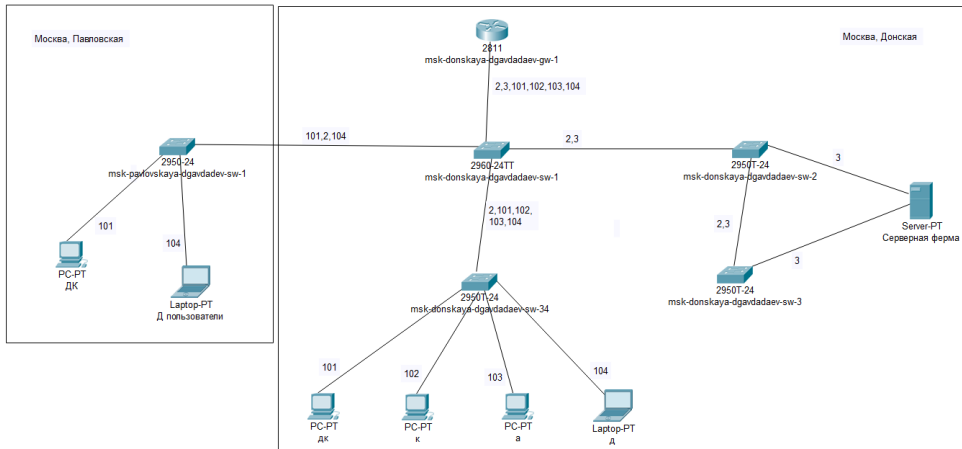 Москва, Павловская
Москва, Донская
2811
msk-donskaya-dgavdadaev-gw-1
2,3,101,102,103,104
101,2,104
2,3
2950-24
msk-pavlovskaya-dgavdadev-sw-1
2960-24TT
msk-donskaya-dgavdadaev-sw-1
2950T-24
msk-donskaya-dgavdadaev-sw-2
3
101
104
2,101,102,
103,104
2,3
Server-PT
Серверная ферма
PC-PT
ДК
Laptop-PT
Д пользователи
3
2950T-24
msk-donskaya-dgavdadaev-sw-34
2950T-24
msk-donskaya-dgavdadaev-sw-3
101
102
103
104
PC-PT
дк
PC-PT
к
PC-PT
а
Laptop-PT
д